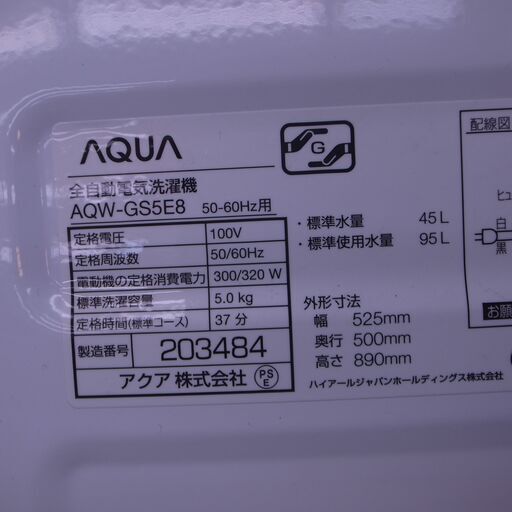 AQUA
G
全自動電気洗濯機
AQW-GS5E8 50-60Hz用
定格電圧 100V
定格周波数 50/60Hz
電動機の定格消費電力 300/320 W
標準洗濯容量 5.0 kg
定格時間(標準コース) 37 分
製造番号 203484
アクア 株式会社 PSE
・標準水量 45 L
・標準使用水量 95 L
外形寸法
幅 525mm
奥行 500mm
高さ 890mm
ハイアールジャパンホールディングス株式会社
配線図
ヒュ
白
黒
お願